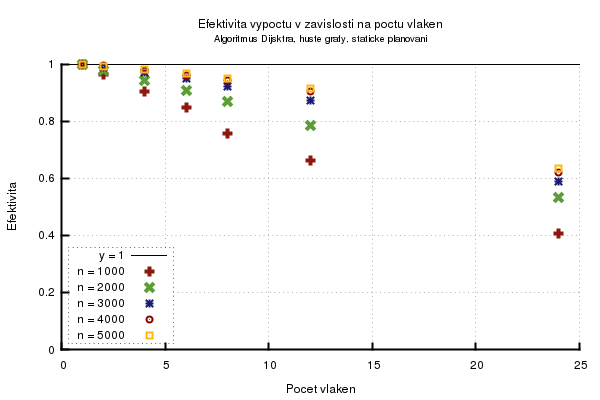 Efektivita vypoctu v zavislosti na poctu vlaken
Algoritmus Dijsktra, huste grafy, staticke planovani
1
0.8
0.6
0.4
0.2
0
Efektivita
y = 1
n = 1000
n = 2000
n = 3000
n = 4000
n = 5000
0 5 10 15 20 25
Pocet vlaken